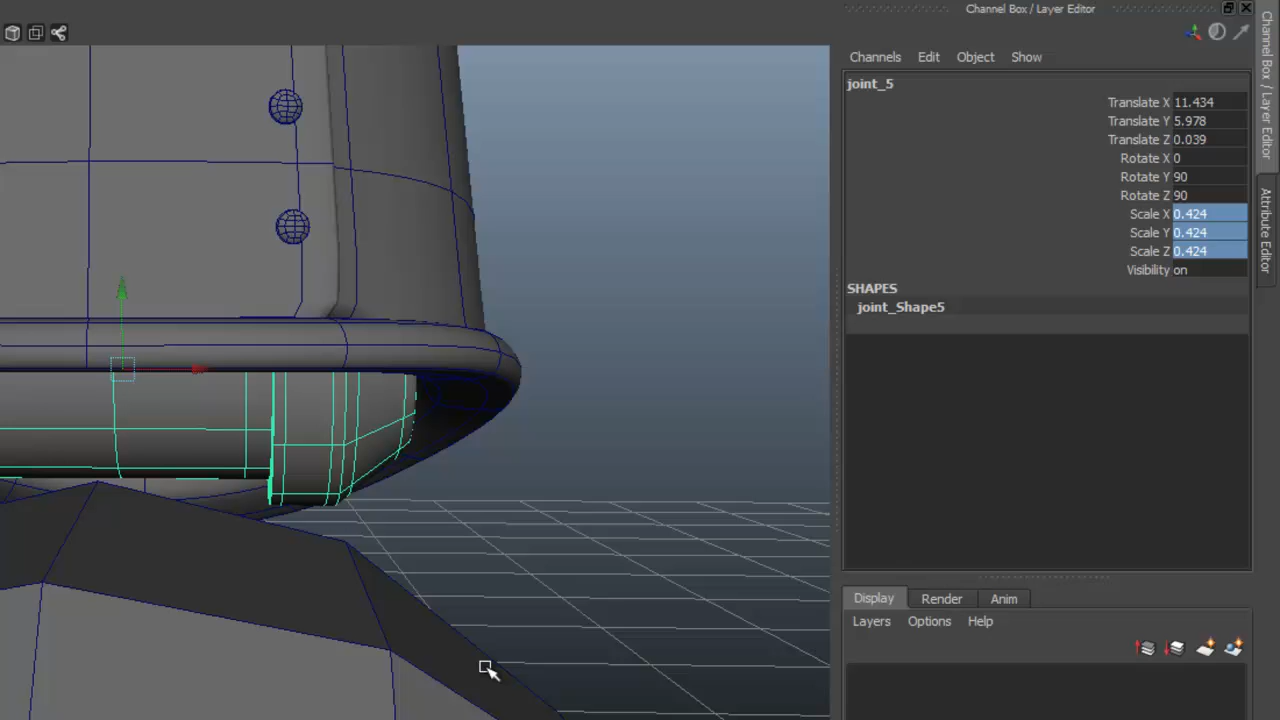 Channel Box / Layer Editor
Channels Edit Object Show
joint_5
Translate X 11.434
Translate Y 5.978
Translate Z 0.039
Rotate X 0
Rotate Y 90
Rotate Z 90
Scale X 0.424
Scale Y 0.424
Scale Z 0.424
Visibility on
SHAPES
joint_Shape5
Display Render Anim
Layers Options Help
Channel Box / Layer Editor
Attribute Editor